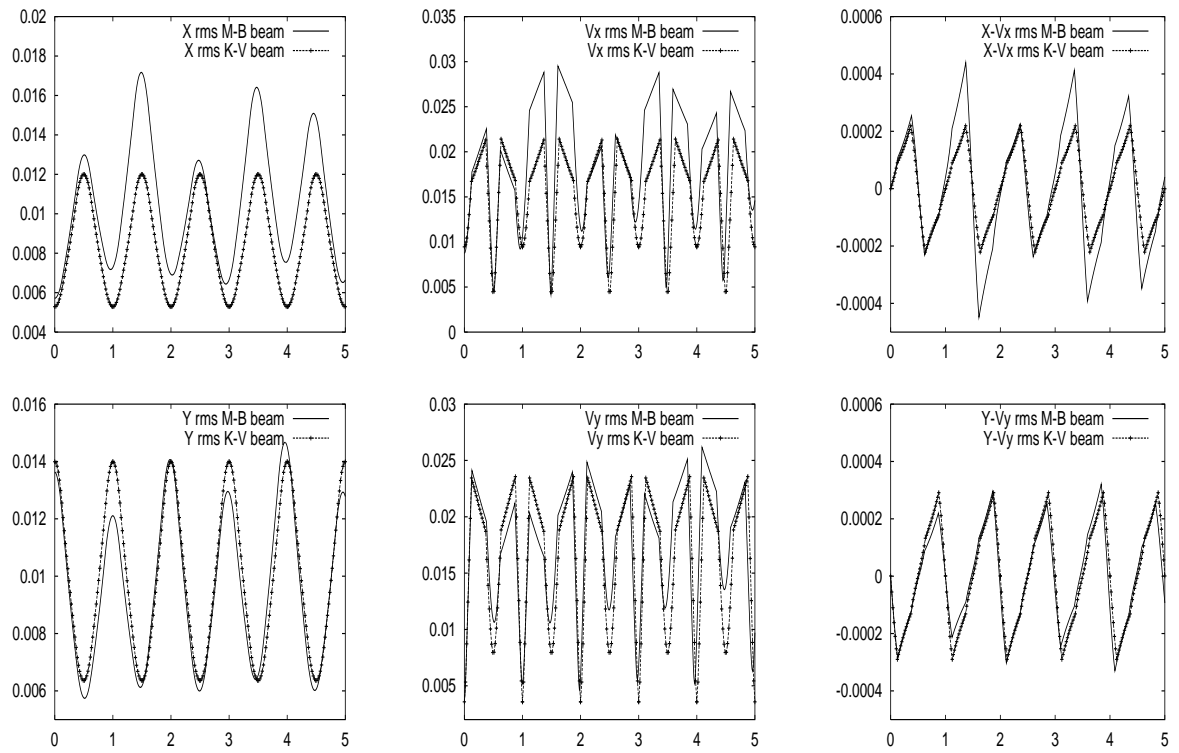 0.02
0.018
0.016
0.014
0.012
0.01
0.008
0.006
0.004
X rms M-B beam
X rms K-V beam
0 1 2 3 4 5
0.035
0.03
0.025
0.02
0.015
0.01
0.005
0
Vx rms M-B beam
Vx rms K-V beam
0 1 2 3 4 5
0.0006
0.0004
0.0002
0
-0.0002
-0.0004
X-Vx rms M-B beam
X-Vx rms K-V beam
0 1 2 3 4 5
0.016
0.014
0.012
0.01
0.008
0.006
Y rms M-B beam
Y rms K-V beam
0 1 2 3 4 5
0.03
0.025
0.02
0.015
0.01
0.005
Vy rms M-B beam
Vy rms K-V beam
0 1 2 3 4 5
0.0006
0.0004
0.0002
0
-0.0002
-0.0004
Y-Vy rms M-B beam
Y-Vy rms K-V beam
0 1 2 3 4 5